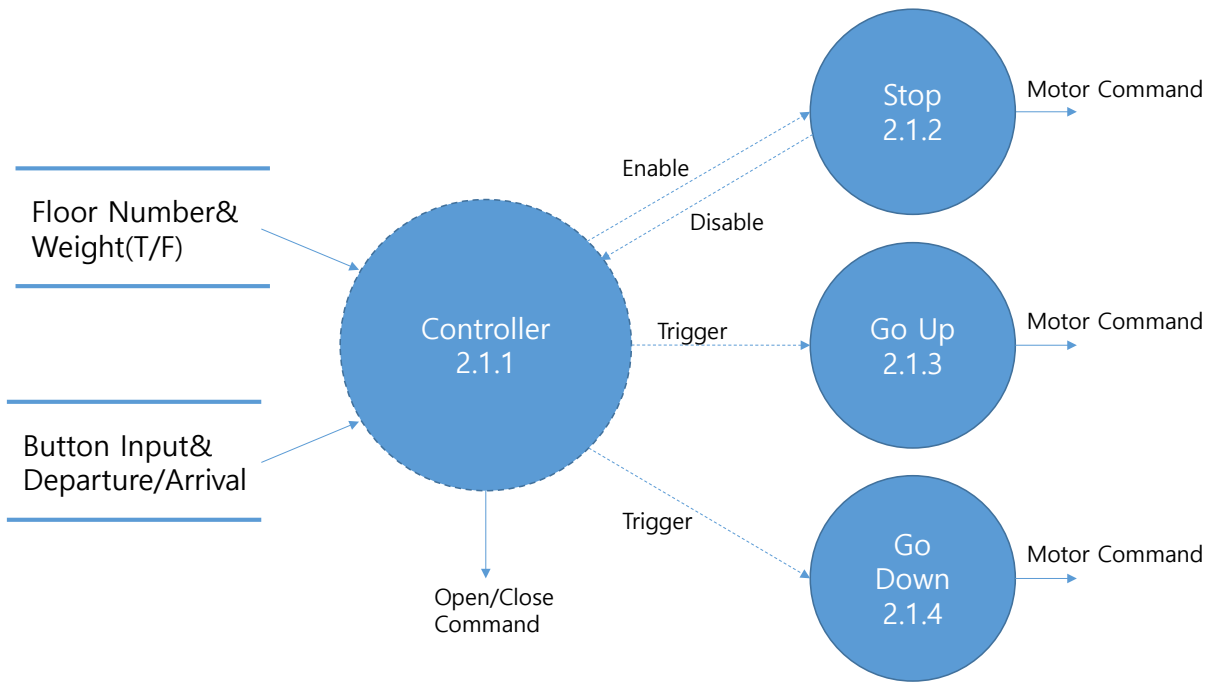 Stop
2.1.2
Motor Command
Enable
Disable
Floor Number&
Weight(T/F)
Controller
2.1.1
Trigger
Go Up
2.1.3
Motor Command
Button Input&
Departure/Arrival
Trigger
Go
Down
2.1.4
Motor Command
Open/Close
Command